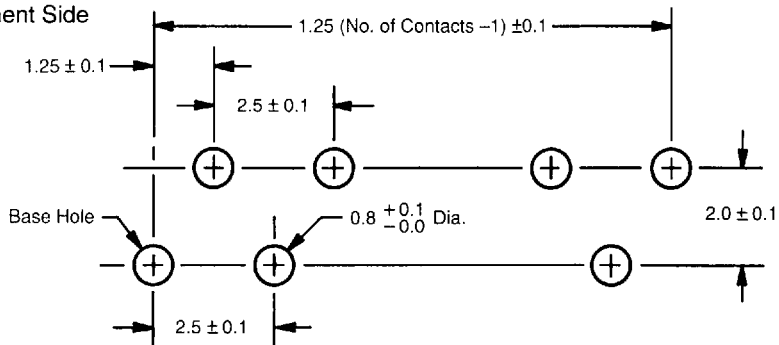 Side
1.25 (No. of Contacts –1) ±0.1
1.25 ± 0.1
2.5 ± 0.1
Base Hole
0.8 +0.1 –0.0 Dia.
2.0 ± 0.1
2.5 ± 0.1